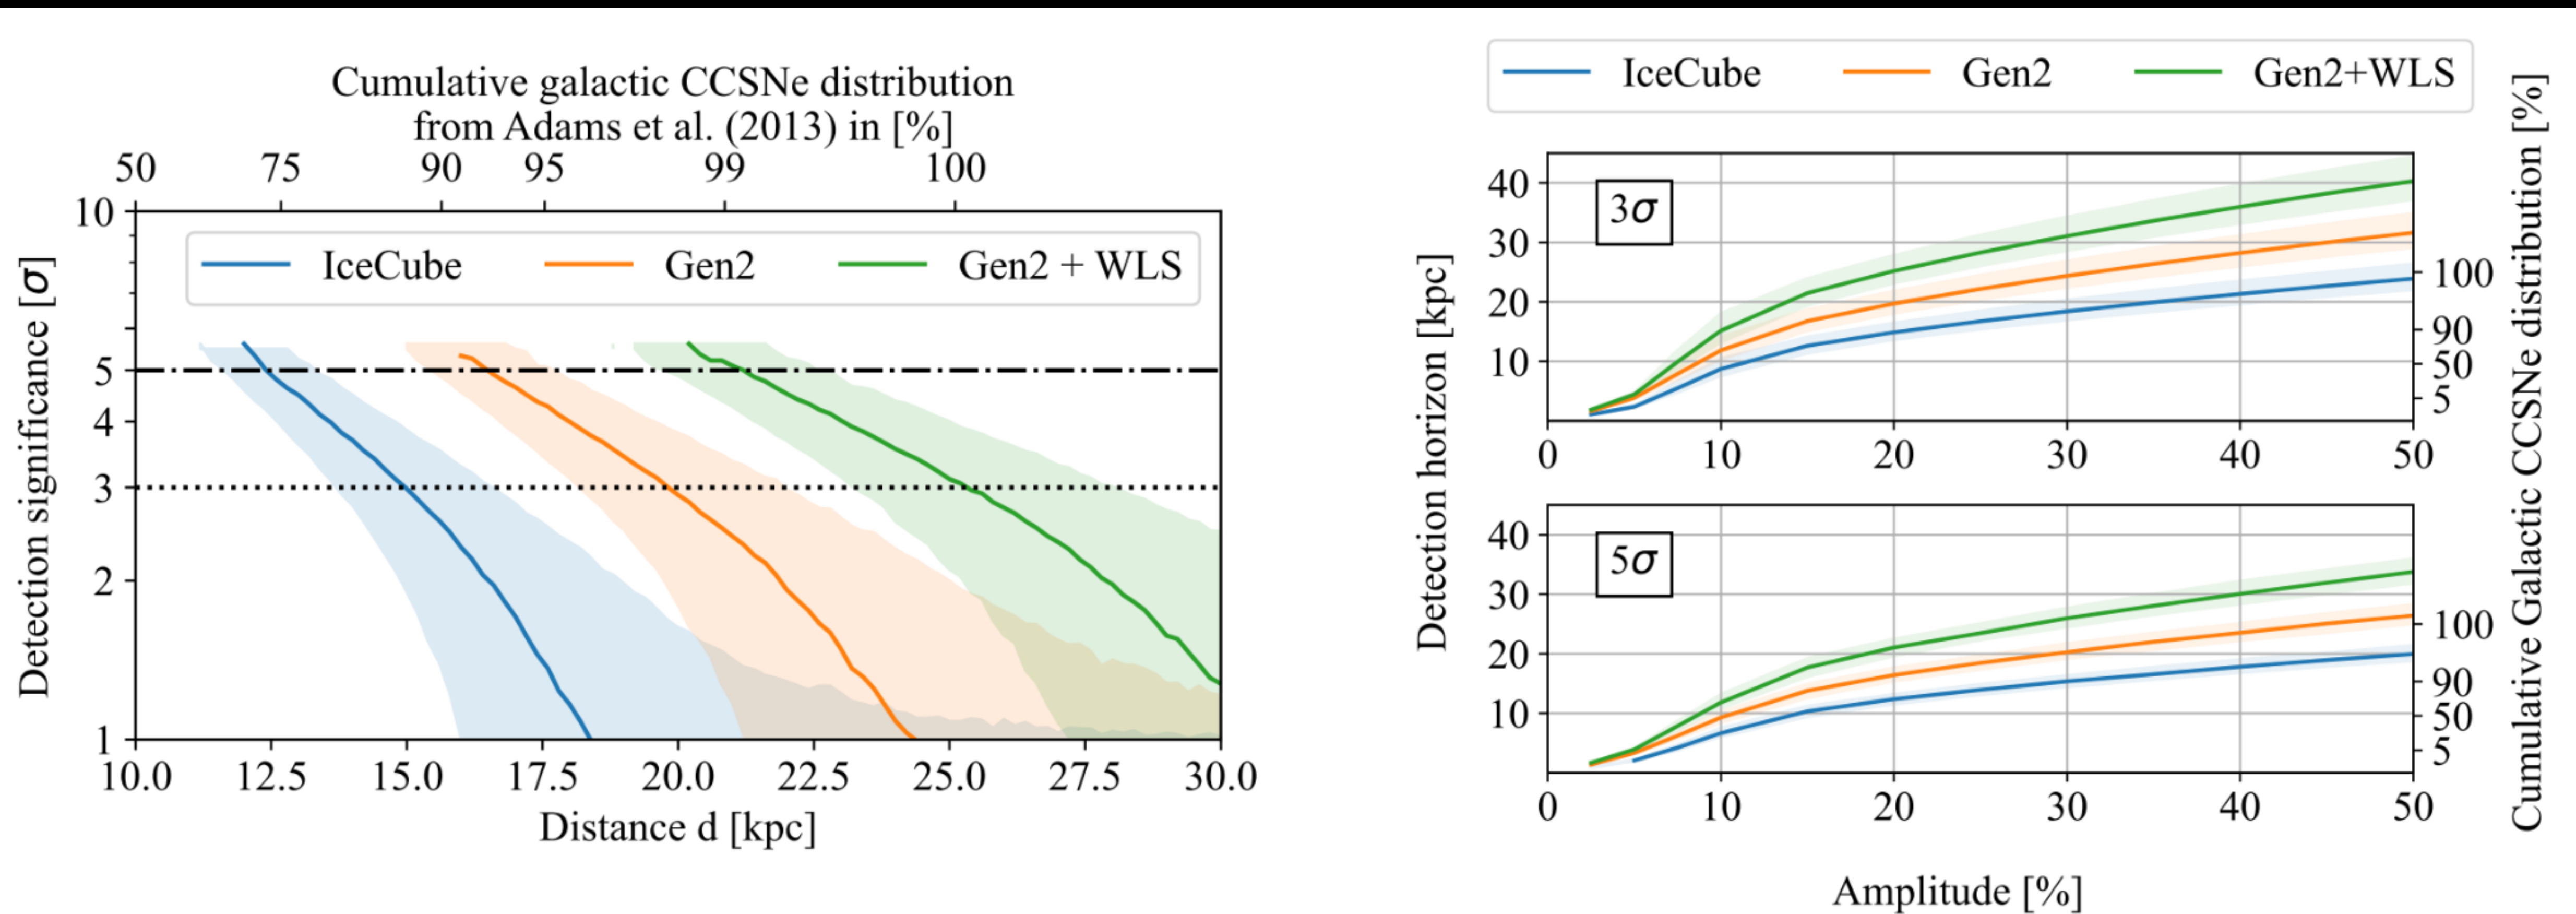 Cumulative galactic CCSNe distribution
from Adams et al. (2013) in [%]
50 75 90 95 99 100
10
5
4
3
2
1
Detection significance [σ]
IceCube Gen2 Gen2 + WLS
10.0 12.5 15.0 17.5 20.0 22.5 25.0 27.5 30.0
Distance d [kpc]
IceCube Gen2 Gen2+WLS
Detection horizon [kpc]
3σ
40
30
20
10
100
90
50
5
0 10 20 30 40 50
5σ
40
30
20
10
100
90
50
5
0 10 20 30 40 50
Amplitude [%]
Cumulative Galactic CCSNe distribution [%]